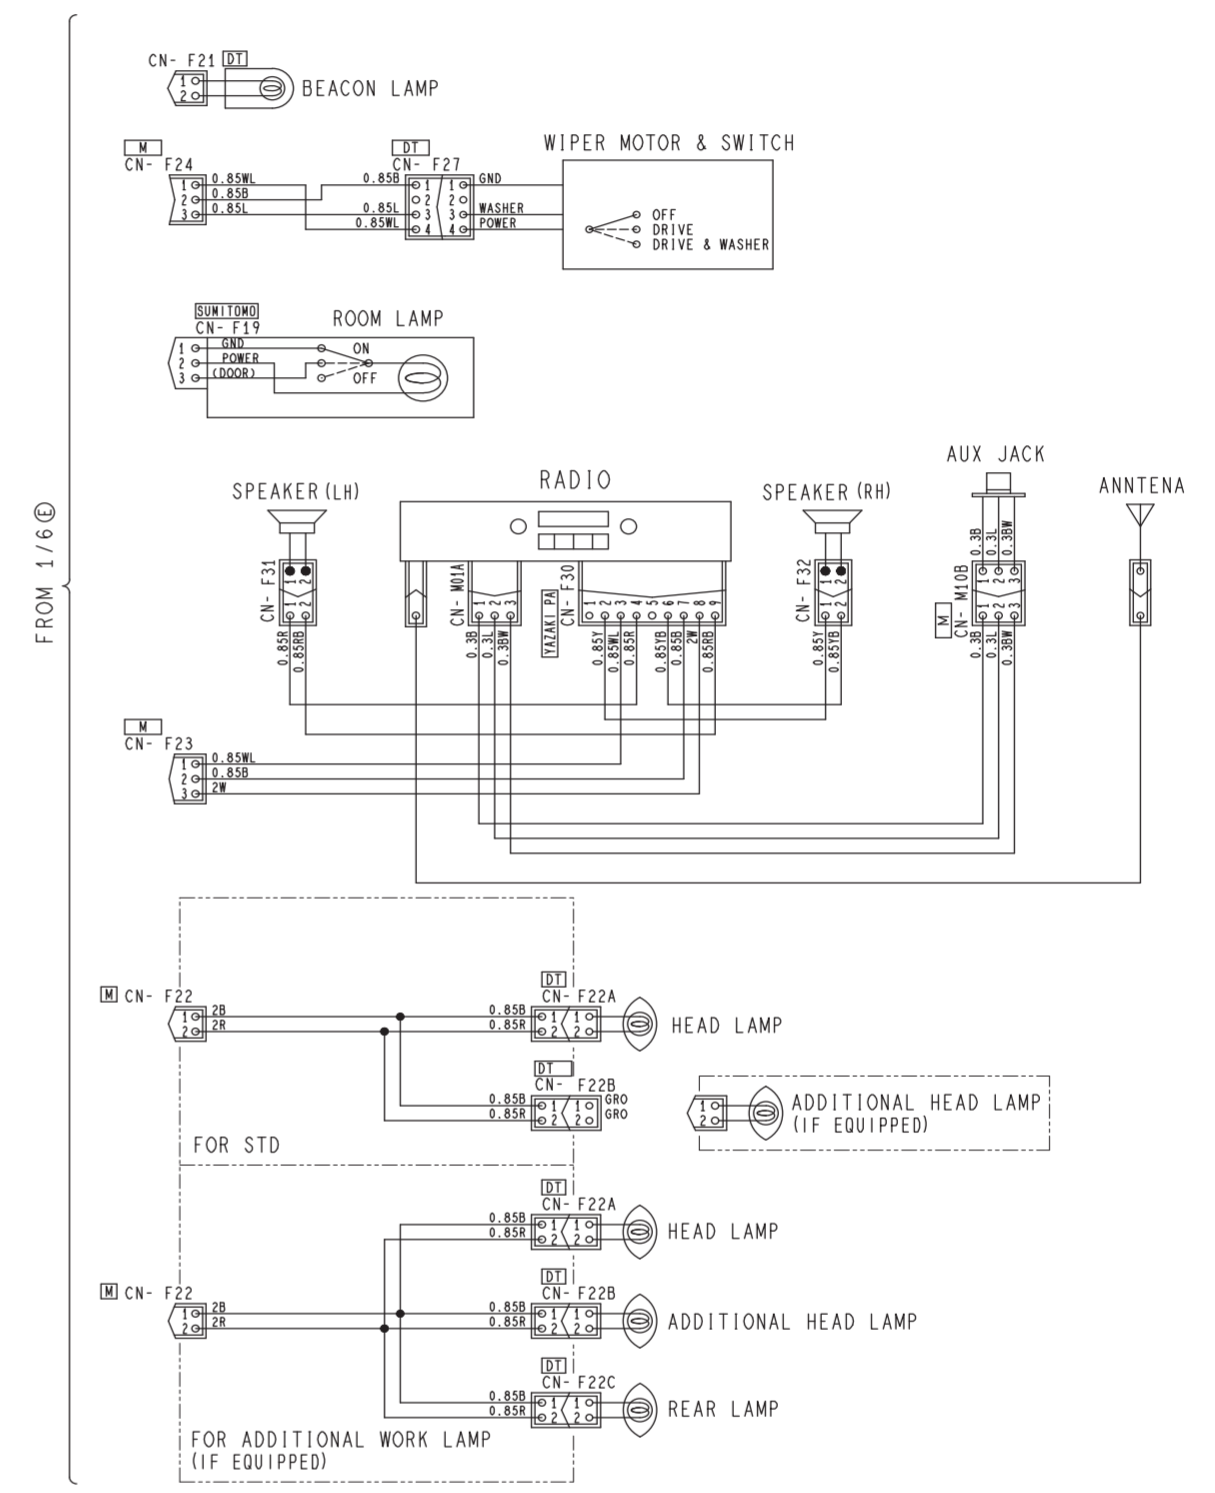 FROM 1/6 E
CN- F21 DT
1
2
BEACON LAMP
M
CN- F24
1 0.85WL
2 0.85B
3 0.85L
DT
CN- F27
0.85B 1 1 GND
2 2
0.85L 3 3 WASHER
0.85WL 4 4 POWER
WIPER MOTOR & SWITCH
OFF
DRIVE
DRIVE & WASHER
SUMITOMO
CN- F19
ROOM LAMP
1 GND
2 POWER
3 (DOOR)
ON
OFF
SPEAKER (LH)
CN- F31
1 2
1 2
0.85R
0.85RB
RADIO
CN- M01A
1 2 3
0.3B
0.3L
0.3BW
YAZAKI PA
CN- F30
1 2 3 4 5 6 7 8 9
0.85Y
0.85WL
0.85R
0.85YB
0.85B
2W
0.85RB
SPEAKER (RH)
CN- F32
1 2
1 2
0.85Y
0.85YB
AUX JACK
0.3B
0.3L
0.3BW
M
CN- M10B
1 2 3
1 2 3
0.3B
0.3L
0.3BW
ANNTENA
M
CN- F23
1 0.85WL
2 0.85B
3 2W
M CN- F22
1 2B
2 2R
DT
CN- F22A
0.85B 1 1
0.85R 2 2
HEAD LAMP
DT
CN- F22B
0.85B 1 1 GRO
0.85R 2 2 GRO
FOR STD
1
2
ADDITIONAL HEAD LAMP
(IF EQUIPPED)
DT
CN- F22A
0.85B 1 1
0.85R 2 2
HEAD LAMP
M CN- F22
1 2B
2 2R
DT
CN- F22B
0.85B 1 1
0.85R 2 2
ADDITIONAL HEAD LAMP
DT
CN- F22C
0.85B 1 1
0.85R 2 2
REAR LAMP
FOR ADDITIONAL WORK LAMP
(IF EQUIPPED)